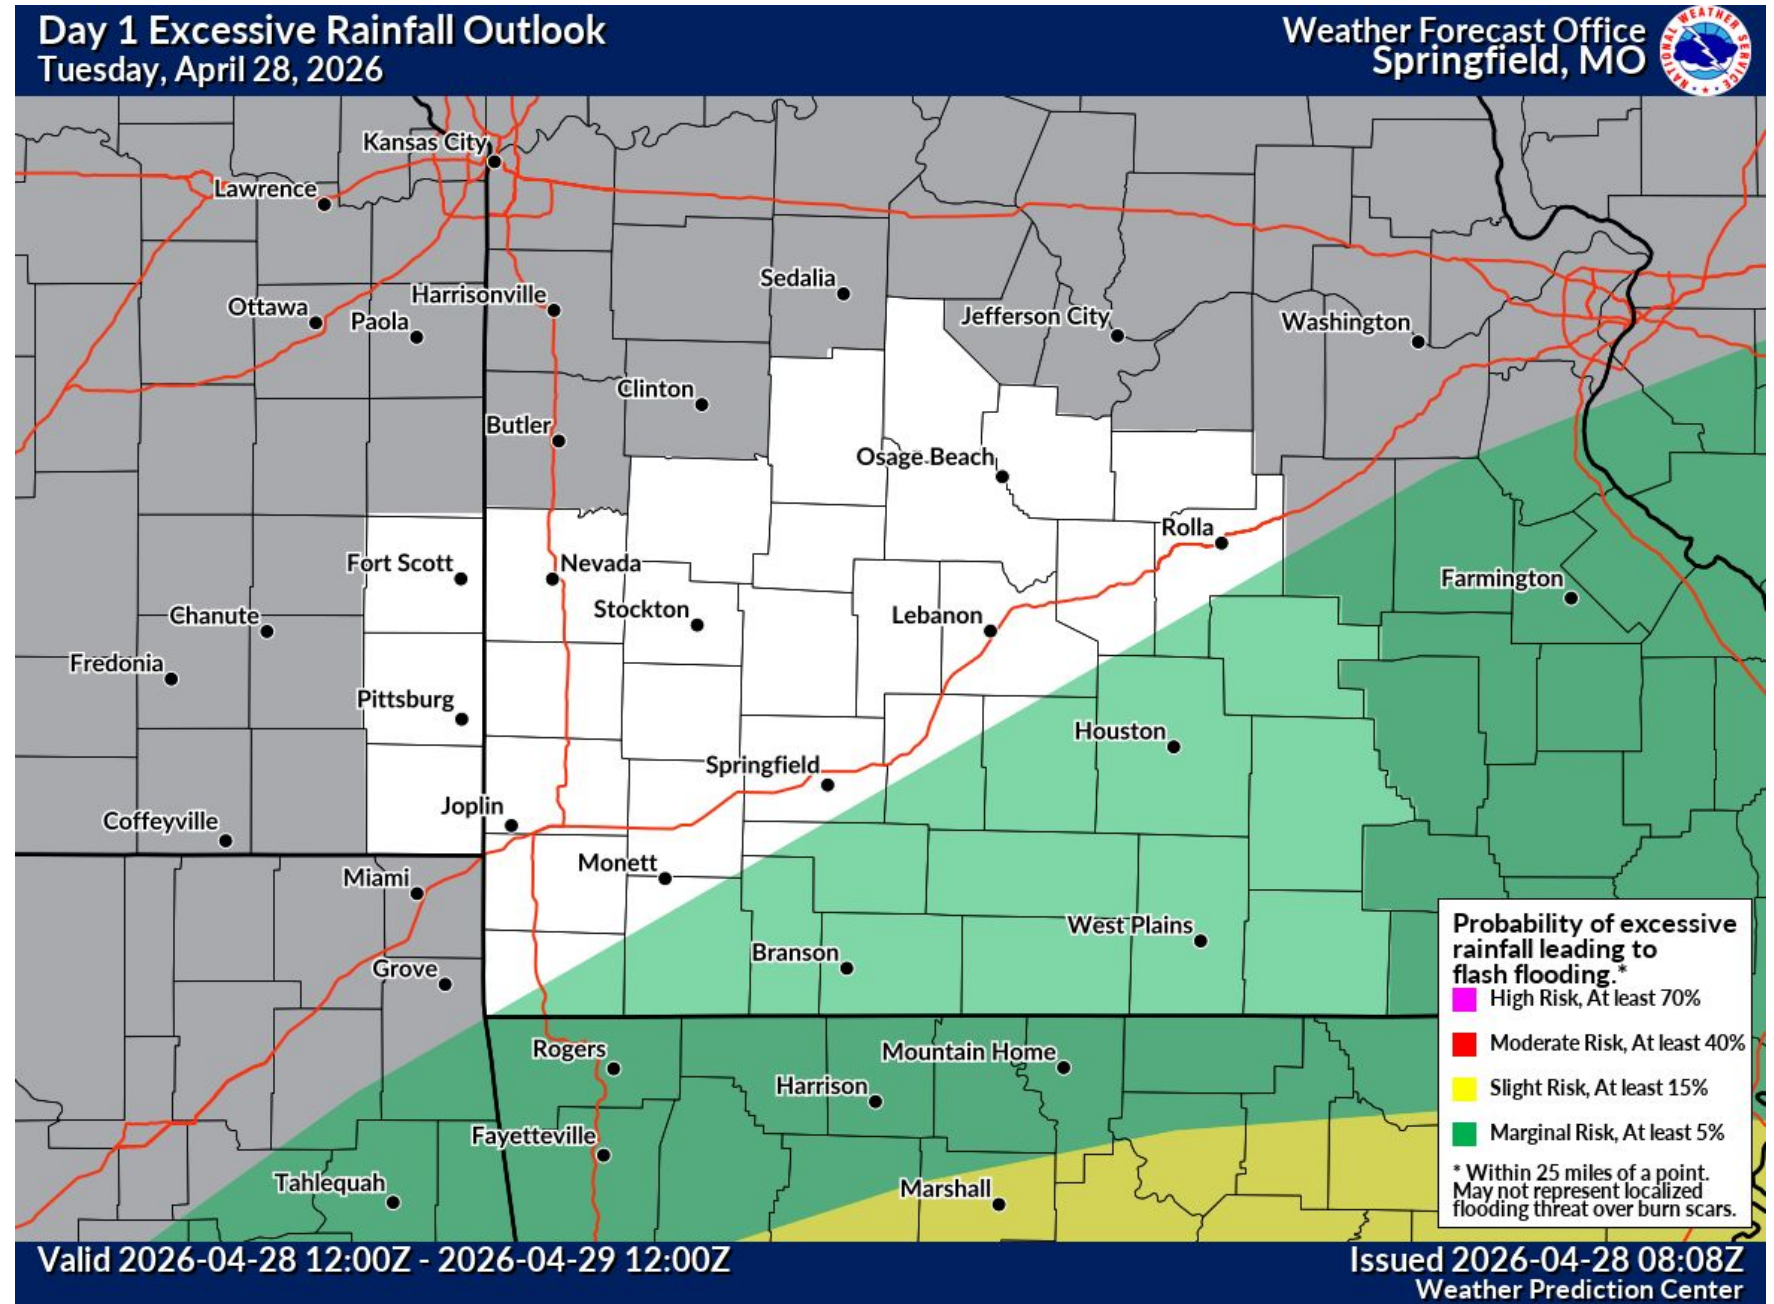 Day 1 Excessive Rainfall Outlook
Tuesday, April 28, 2026
Weather Forecast Office
Springfield, MO
NATIONAL WEATHER SERVICE
Kansas City
Lawrence
Sedalia
Harrisonville
Ottawa
Paola
Jefferson City
Washington
Clinton
Butler
Osage Beach
Rolla
Fort Scott
Nevada
Farmington
Stockton
Chanute
Lebanon
Fredonia
Pittsburg
Houston
Springfield
Joplin
Coffeyville
Monett
Miami
West Plains
Branson
Grove
Rogers
Mountain Home
Harrison
Fayetteville
Tahlequah
Marshall
Probability of excessive
rainfall leading to
flash flooding.*
High Risk, At least 70%
Moderate Risk, At least 40%
Slight Risk, At least 15%
Marginal Risk, At least 5%
* Within 25 miles of a point.
May not represent localized
flooding threat over burn scars.
Valid 2026-04-28 12:00Z - 2026-04-29 12:00Z
Issued 2026-04-28 08:08Z
Weather Prediction Center